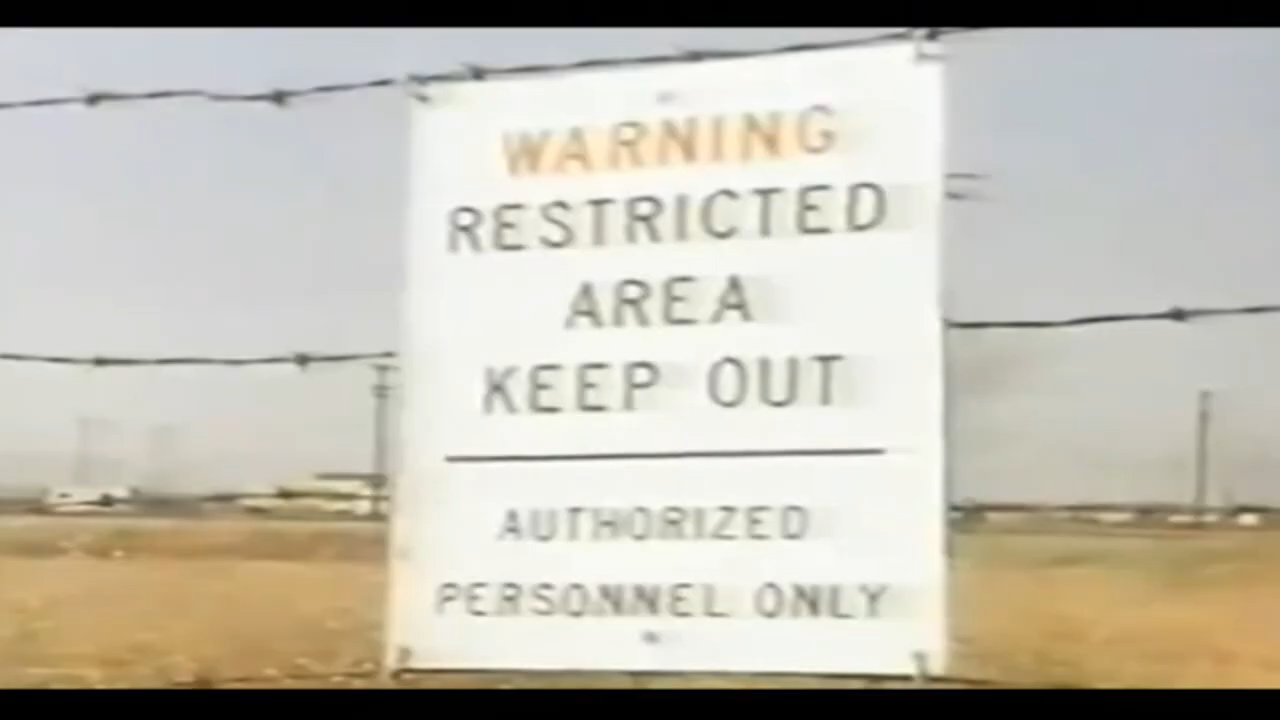 WARNING
RESTRICTED
AREA
KEEP OUT
AUTHORIZED
PERSONNEL ONLY